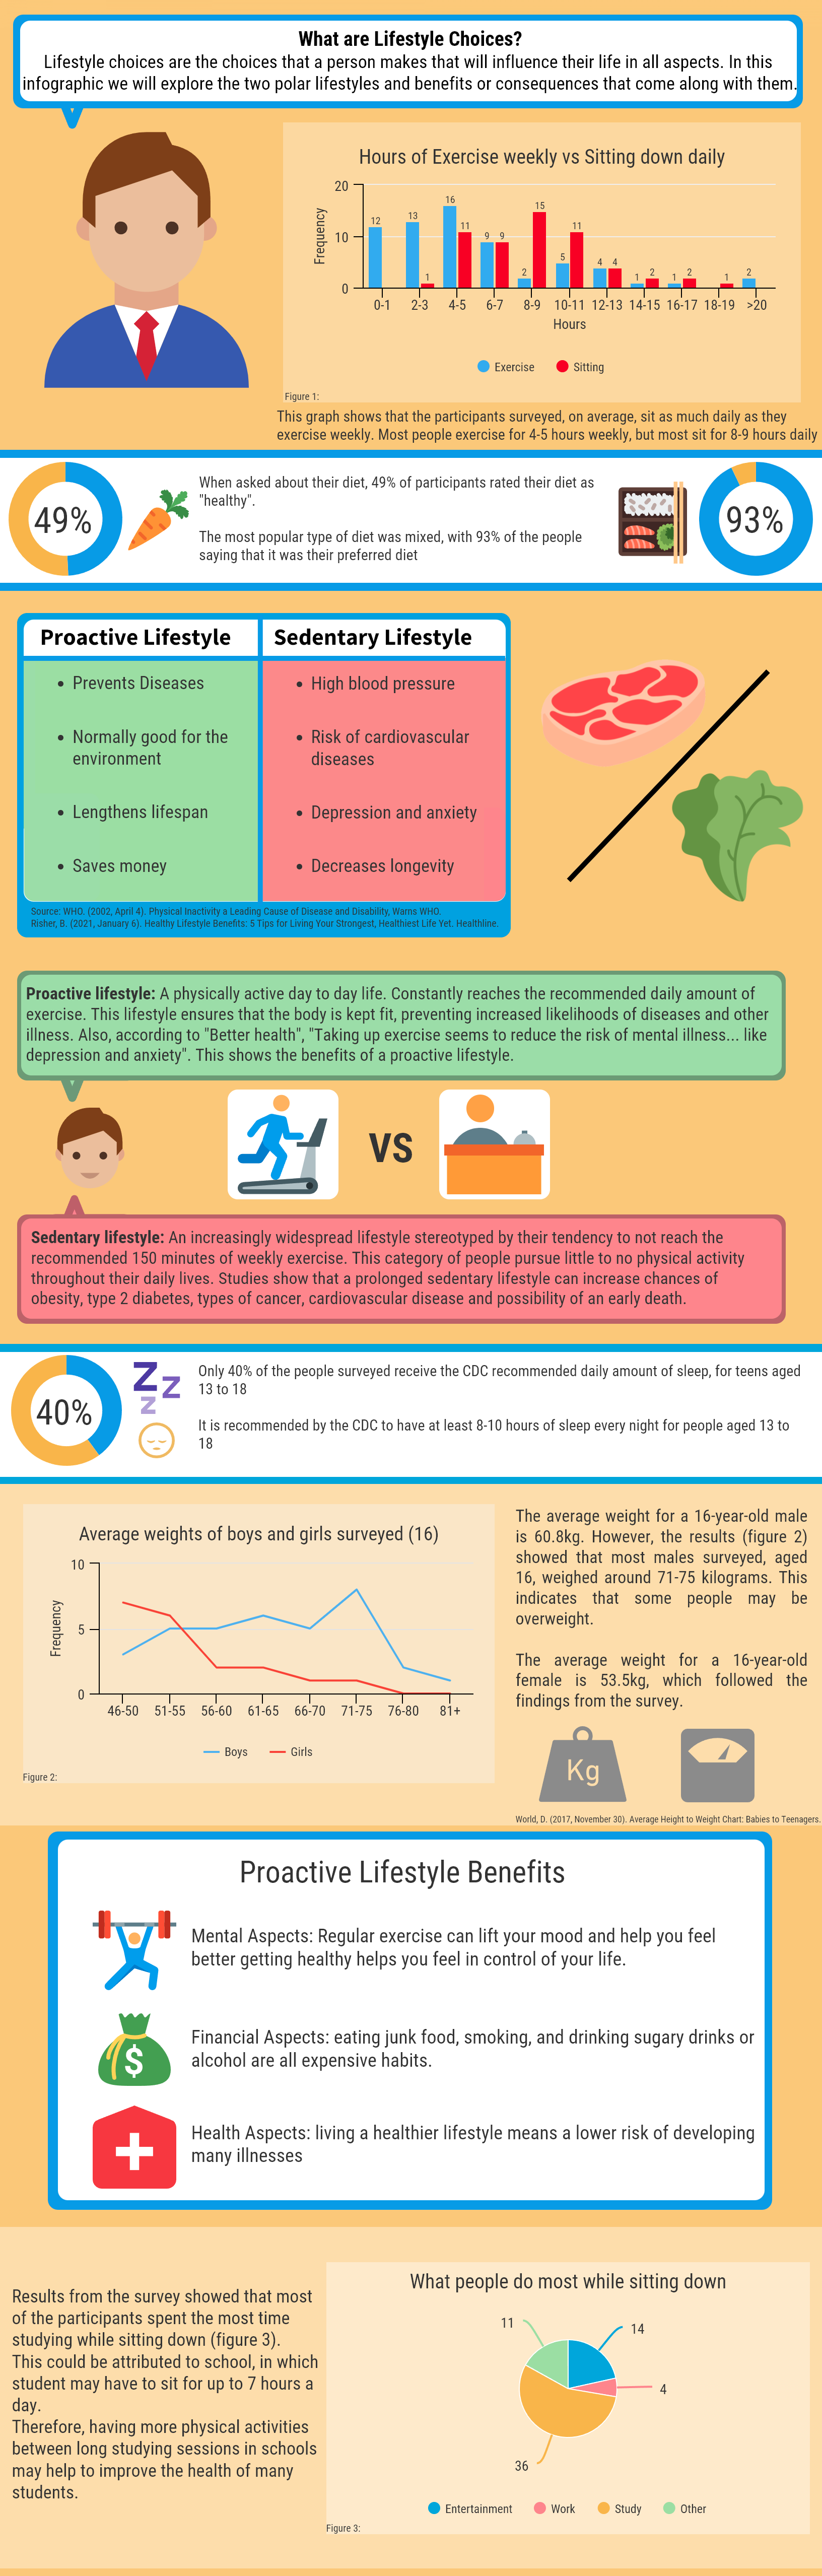 What are Lifestyle Choices?
Lifestyle choices are the choices that a person makes that will influence their life in all aspects. In this
infographic we will explore the two polar lifestyles and benefits or consequences that come along with them.
Hours of Exercise weekly vs Sitting down daily
Frequency
20
10
0
12
13
1
16
11
9
9
2
15
5
11
4
4
1
2
1
2
1
2
0-1
2-3
4-5
6-7
8-9
10-11
12-13
14-15
16-17
18-19
>20
Hours
Exercise
Sitting
Figure 1:
This graph shows that the participants surveyed, on average, sit as much daily as they
exercise weekly. Most people exercise for 4-5 hours weekly, but most sit for 8-9 hours daily
49%
When asked about their diet, 49% of participants rated their diet as
"healthy".
The most popular type of diet was mixed, with 93% of the people
saying that it was their preferred diet
93%
Proactive Lifestyle
Prevents Diseases
Normally good for the
environment
Lengthens lifespan
Saves money
Sedentary Lifestyle
High blood pressure
Risk of cardiovascular
diseases
Depression and anxiety
Decreases longevity
Source: WHO. (2002, April 4). Physical Inactivity a Leading Cause of Disease and Disability, Warns WHO.
Risher, B. (2021, January 6). Healthy Lifestyle Benefits: 5 Tips for Living Your Strongest, Healthiest Life Yet. Healthline.
Proactive lifestyle: A physically active day to day life. Constantly reaches the recommended daily amount of
exercise. This lifestyle ensures that the body is kept fit, preventing increased likelihoods of diseases and other
illness. Also, according to "Better health", "Taking up exercise seems to reduce the risk of mental illness... like
depression and anxiety". This shows the benefits of a proactive lifestyle.
VS
Sedentary lifestyle: An increasingly widespread lifestyle stereotyped by their tendency to not reach the
recommended 150 minutes of weekly exercise. This category of people pursue little to no physical activity
throughout their daily lives. Studies show that a prolonged sedentary lifestyle can increase chances of
obesity, type 2 diabetes, types of cancer, cardiovascular disease and possibility of an early death.
40%
Z
Z
Z
Only 40% of the people surveyed receive the CDC recommended daily amount of sleep, for teens aged
13 to 18
It is recommended by the CDC to have at least 8-10 hours of sleep every night for people aged 13 to
18
Average weights of boys and girls surveyed (16)
Frequency
10
5
0
46-50
51-55
56-60
61-65
66-70
71-75
76-80
81+
Boys
Girls
Figure 2:
The average weight for a 16-year-old male
is 60.8kg. However, the results (figure 2)
showed that most males surveyed, aged
16, weighed around 71-75 kilograms. This
indicates that some people may be
overweight.
The average weight for a 16-year-old
female is 53.5kg, which followed the
findings from the survey.
Kg
World, D. (2017, November 30). Average Height to Weight Chart: Babies to Teenagers.
Proactive Lifestyle Benefits
Mental Aspects: Regular exercise can lift your mood and help you feel
better getting healthy helps you feel in control of your life.
$
Financial Aspects: eating junk food, smoking, and drinking sugary drinks or
alcohol are all expensive habits.
Health Aspects: living a healthier lifestyle means a lower risk of developing
many illnesses
Results from the survey showed that most
of the participants spent the most time
studying while sitting down (figure 3).
This could be attributed to school, in which
student may have to sit for up to 7 hours a
day.
Therefore, having more physical activities
between long studying sessions in schools
may help to improve the health of many
students.
What people do most while sitting down
11
14
4
36
Entertainment
Work
Study
Other
Figure 3: